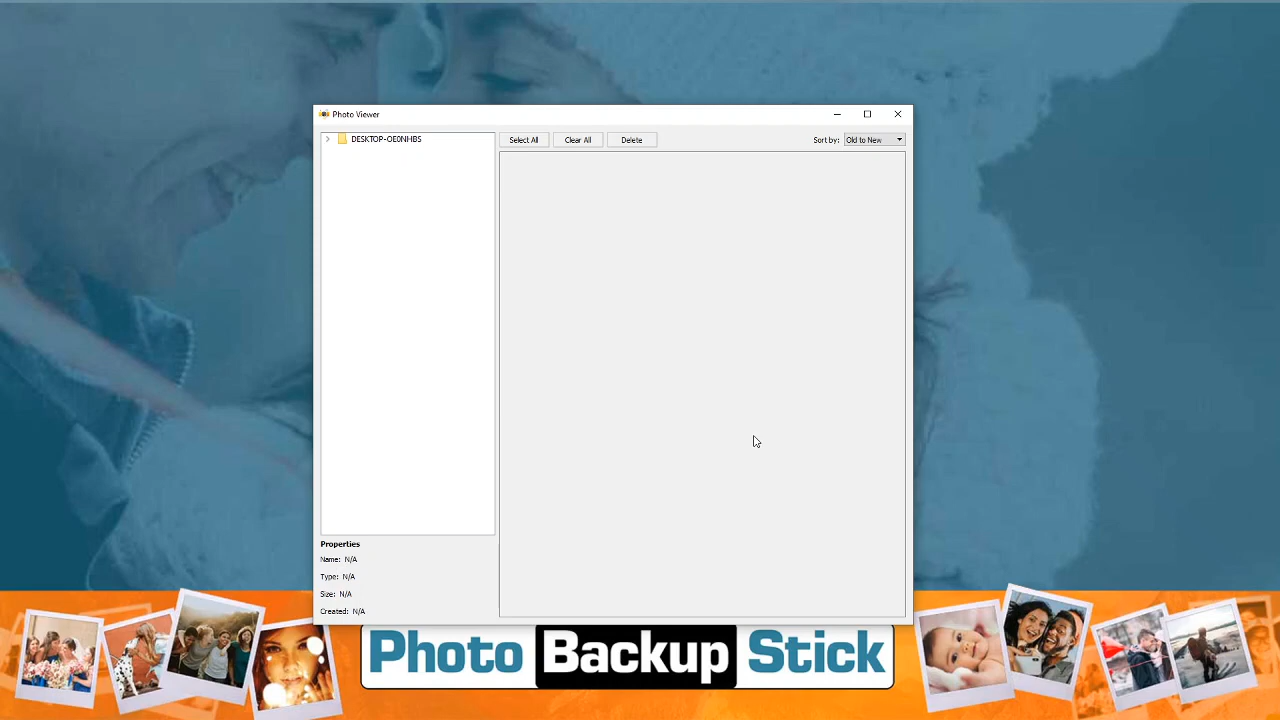 Photo Viewer
DESKTOP-OE0NHBS
Select All
Clear All
Delete
Sort by:
Old to New
Properties
Name: N/A
Type: N/A
Size: N/A
Created: N/A
Photo Backup Stick